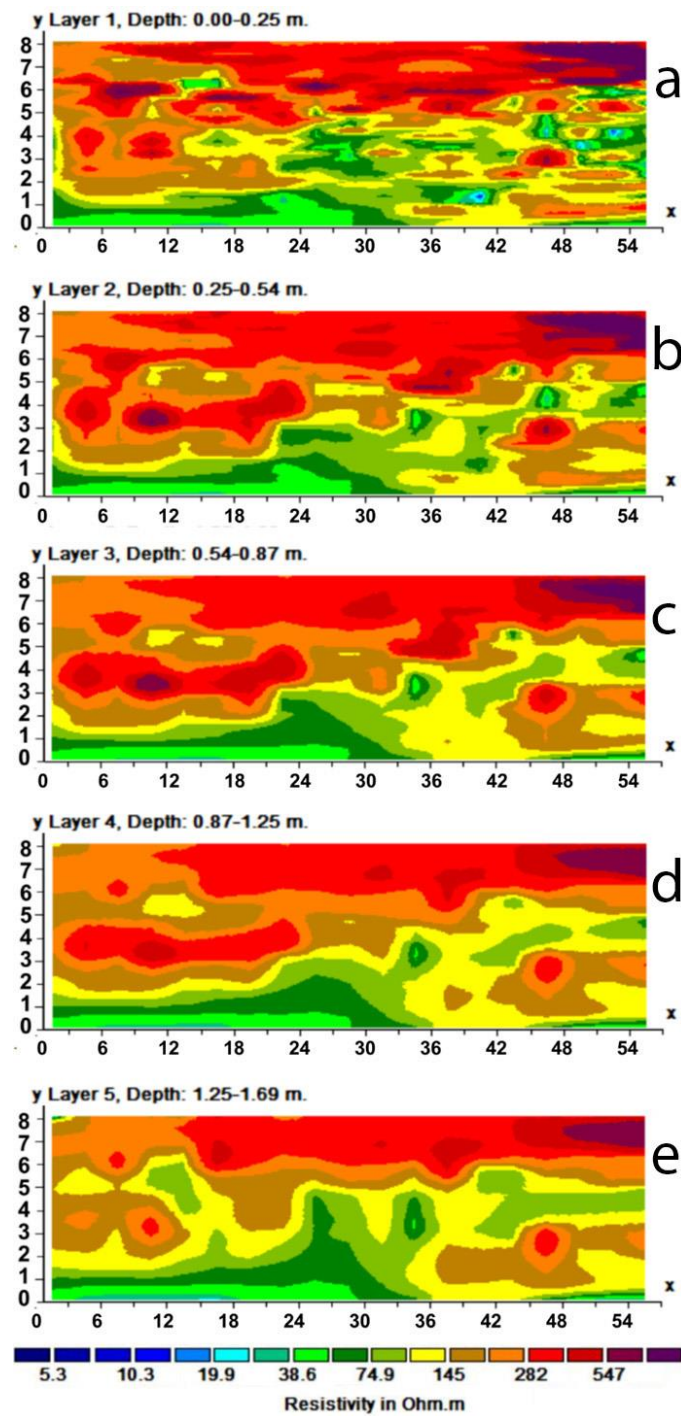 y Layer 1, Depth: 0.00-0.25 m.
8
7
6
5
4
3
2
1
0
a
x
0 6 12 18 24 30 36 42 48 54
y Layer 2, Depth: 0.25-0.54 m.
8
7
6
5
4
3
2
1
0
b
x
0 6 12 18 24 30 36 42 48 54
y Layer 3, Depth: 0.54-0.87 m.
8
7
6
5
4
3
2
1
0
c
x
0 6 12 18 24 30 36 42 48 54
y Layer 4, Depth: 0.87-1.25 m.
8
7
6
5
4
3
2
1
0
d
x
0 6 12 18 24 30 36 42 48 54
y Layer 5, Depth: 1.25-1.69 m.
8
7
6
5
4
3
2
1
0
e
x
0 6 12 18 24 30 36 42 48 54
5.3 10.3 19.9 38.6 74.9 145 282 547
Resistivity in Ohm.m